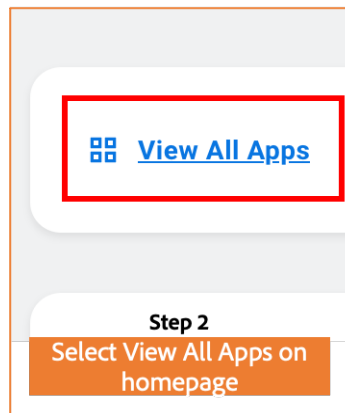 View All Apps
Step 2
Select View All Apps on
homepage